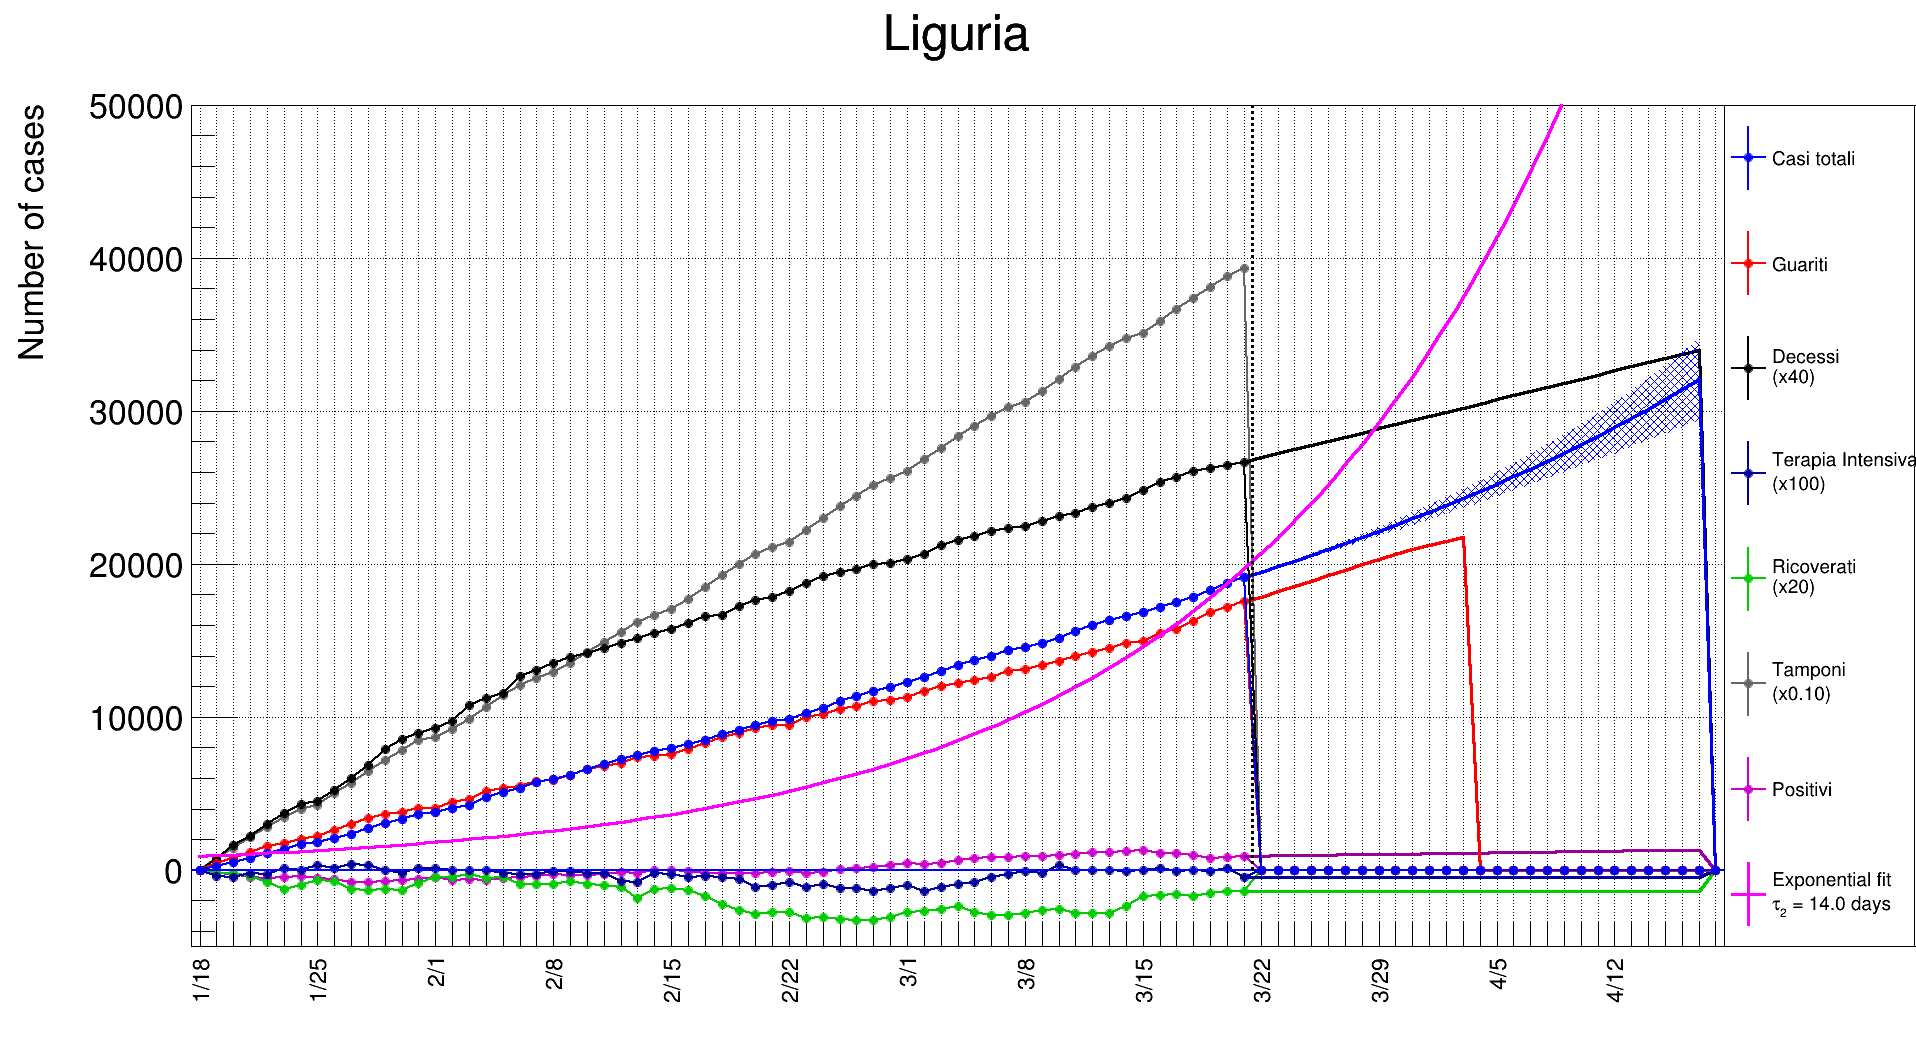 Liguria
Number of cases
50000
40000
30000
20000
10000
0
1/18
1/25
2/1
2/8
2/15
2/22
3/1
3/8
3/15
3/22
3/29
4/5
4/12
Casi totali
Guariti
Decessi
(x40)
Terapia Intensiva
(x100)
Ricoverati
(x20)
Tamponi
(x0.10)
Positivi
Exponential fit
τ₂ = 14.0 days